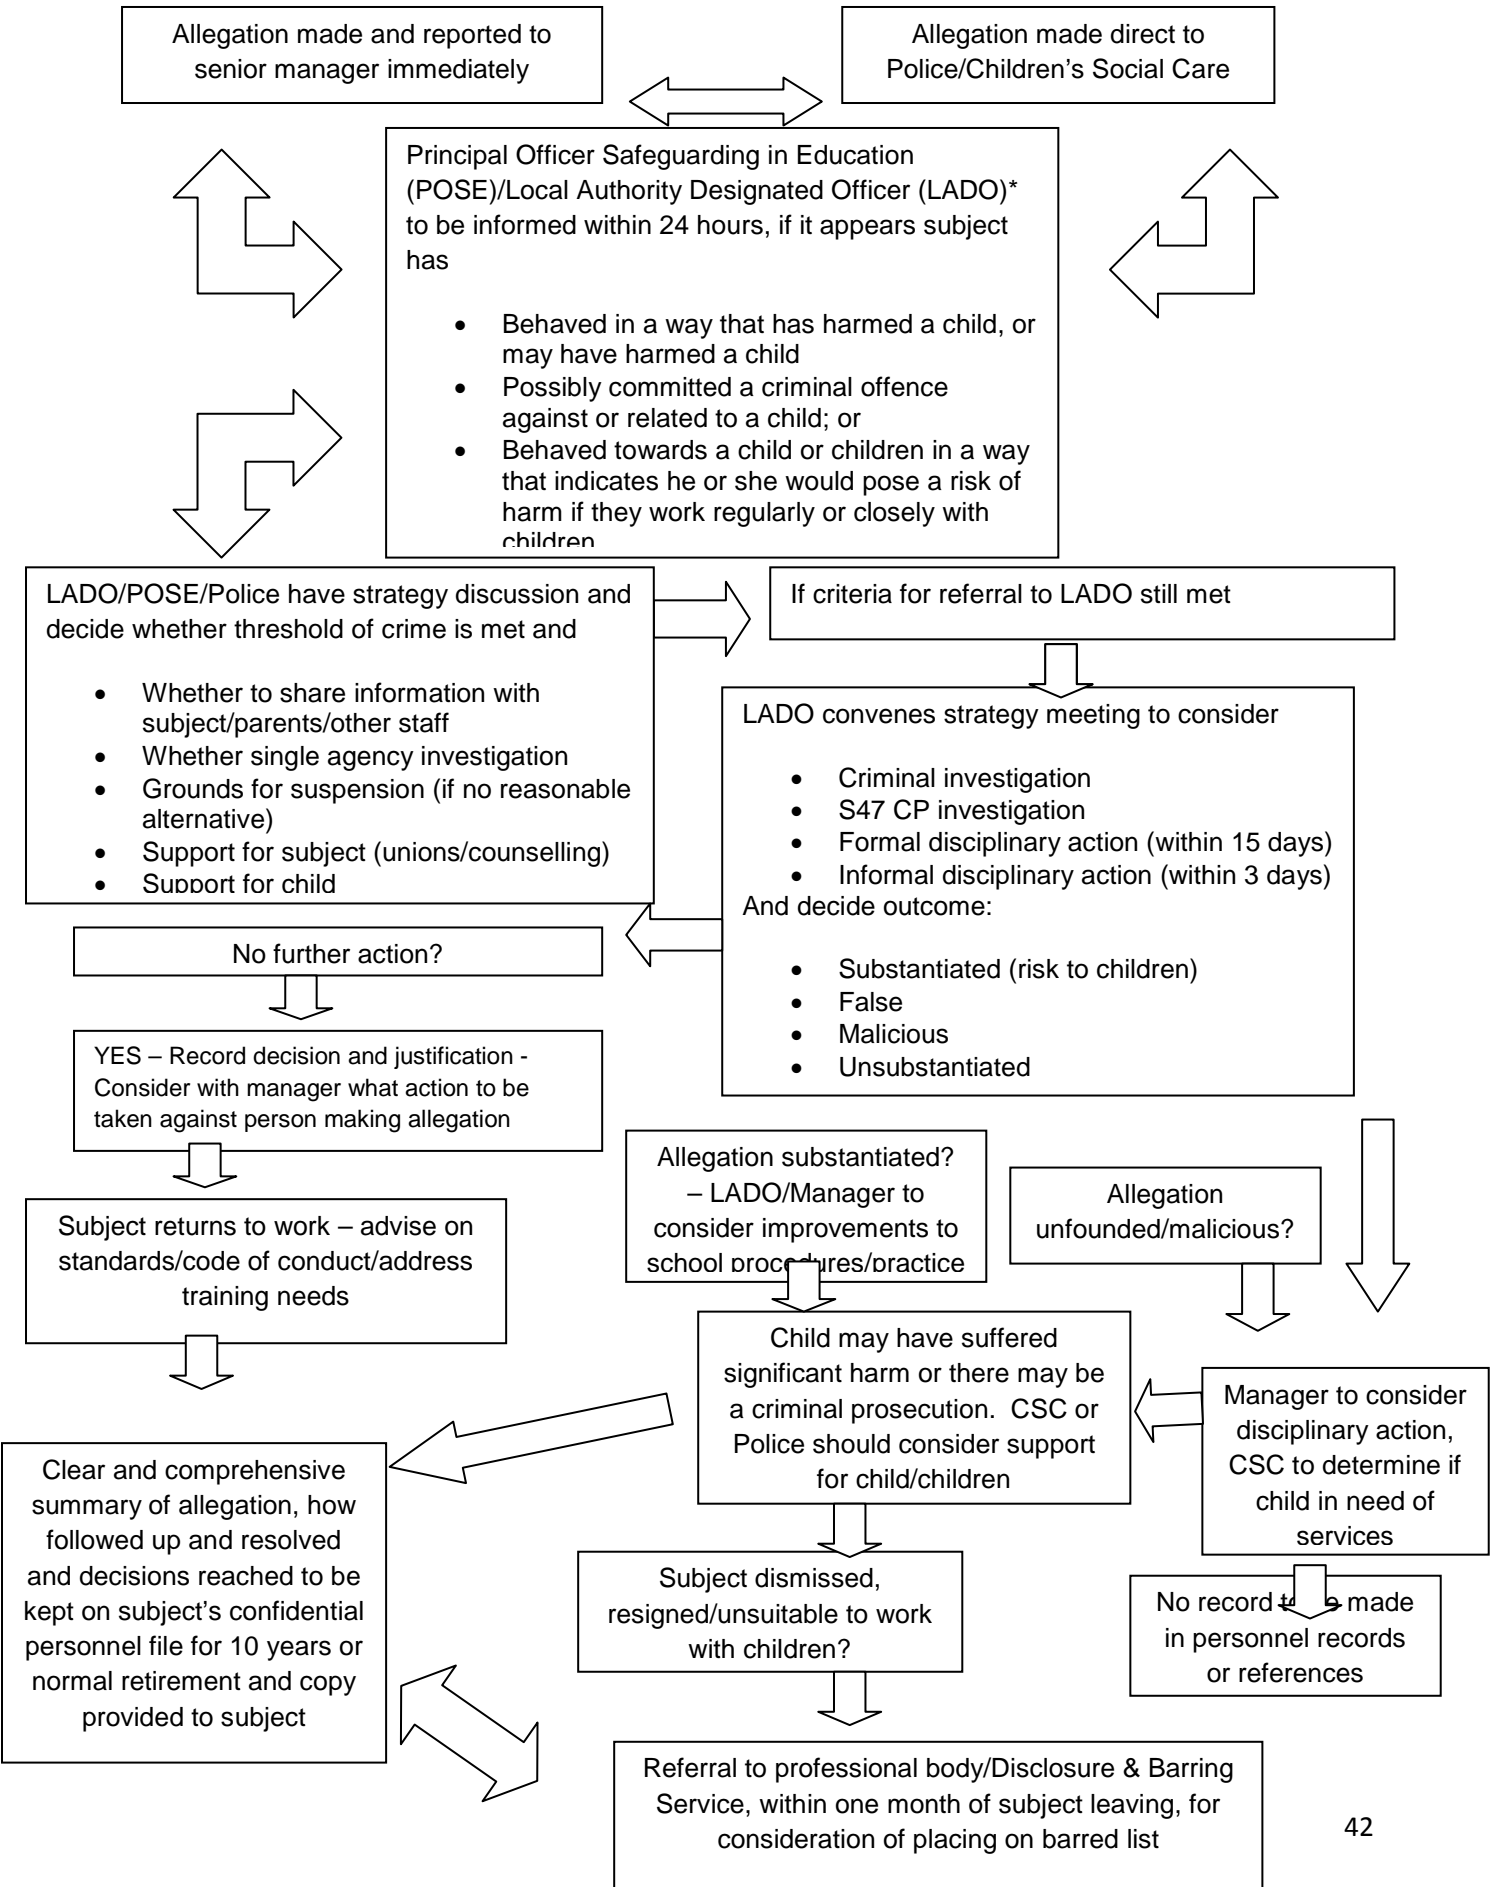 Allegation made and reported to
senior manager immediately
Allegation made direct to
Police/Children's Social Care
Principal Officer Safeguarding in Education
(POSE)/Local Authority Designated Officer (LADO)*
to be informed within 24 hours, if it appears subject
has
• Behaved in a way that has harmed a child, or
may have harmed a child
• Possibly committed a criminal offence
against or related to a child; or
• Behaved towards a child or children in a way
that indicates he or she would pose a risk of
harm if they work regularly or closely with
children
LADO/POSE/Police have strategy discussion and
decide whether threshold of crime is met and
• Whether to share information with
subject/parents/other staff
• Whether single agency investigation
• Grounds for suspension (if no reasonable
alternative)
• Support for subject (unions/counselling)
• Support for child
If criteria for referral to LADO still met
LADO convenes strategy meeting to consider
• Criminal investigation
• S47 CP investigation
• Formal disciplinary action (within 15 days)
• Informal disciplinary action (within 3 days)
And decide outcome:
• Substantiated (risk to children)
• False
• Malicious
• Unsubstantiated
No further action?
YES – Record decision and justification -
Consider with manager what action to be
taken against person making allegation
Subject returns to work – advise on
standards/code of conduct/address
training needs
Allegation substantiated?
– LADO/Manager to
consider improvements to
school procedures/practice
Allegation
unfounded/malicious?
Child may have suffered
significant harm or there may be
a criminal prosecution.  CSC or
Police should consider support
for child/children
Manager to consider
disciplinary action,
CSC to determine if
child in need of
services
Clear and comprehensive
summary of allegation, how
followed up and resolved
and decisions reached to be
kept on subject's confidential
personnel file for 10 years or
normal retirement and copy
provided to subject
Subject dismissed,
resigned/unsuitable to work
with children?
No record to be made
in personnel records
or references
Referral to professional body/Disclosure & Barring
Service, within one month of subject leaving, for
consideration of placing on barred list
42